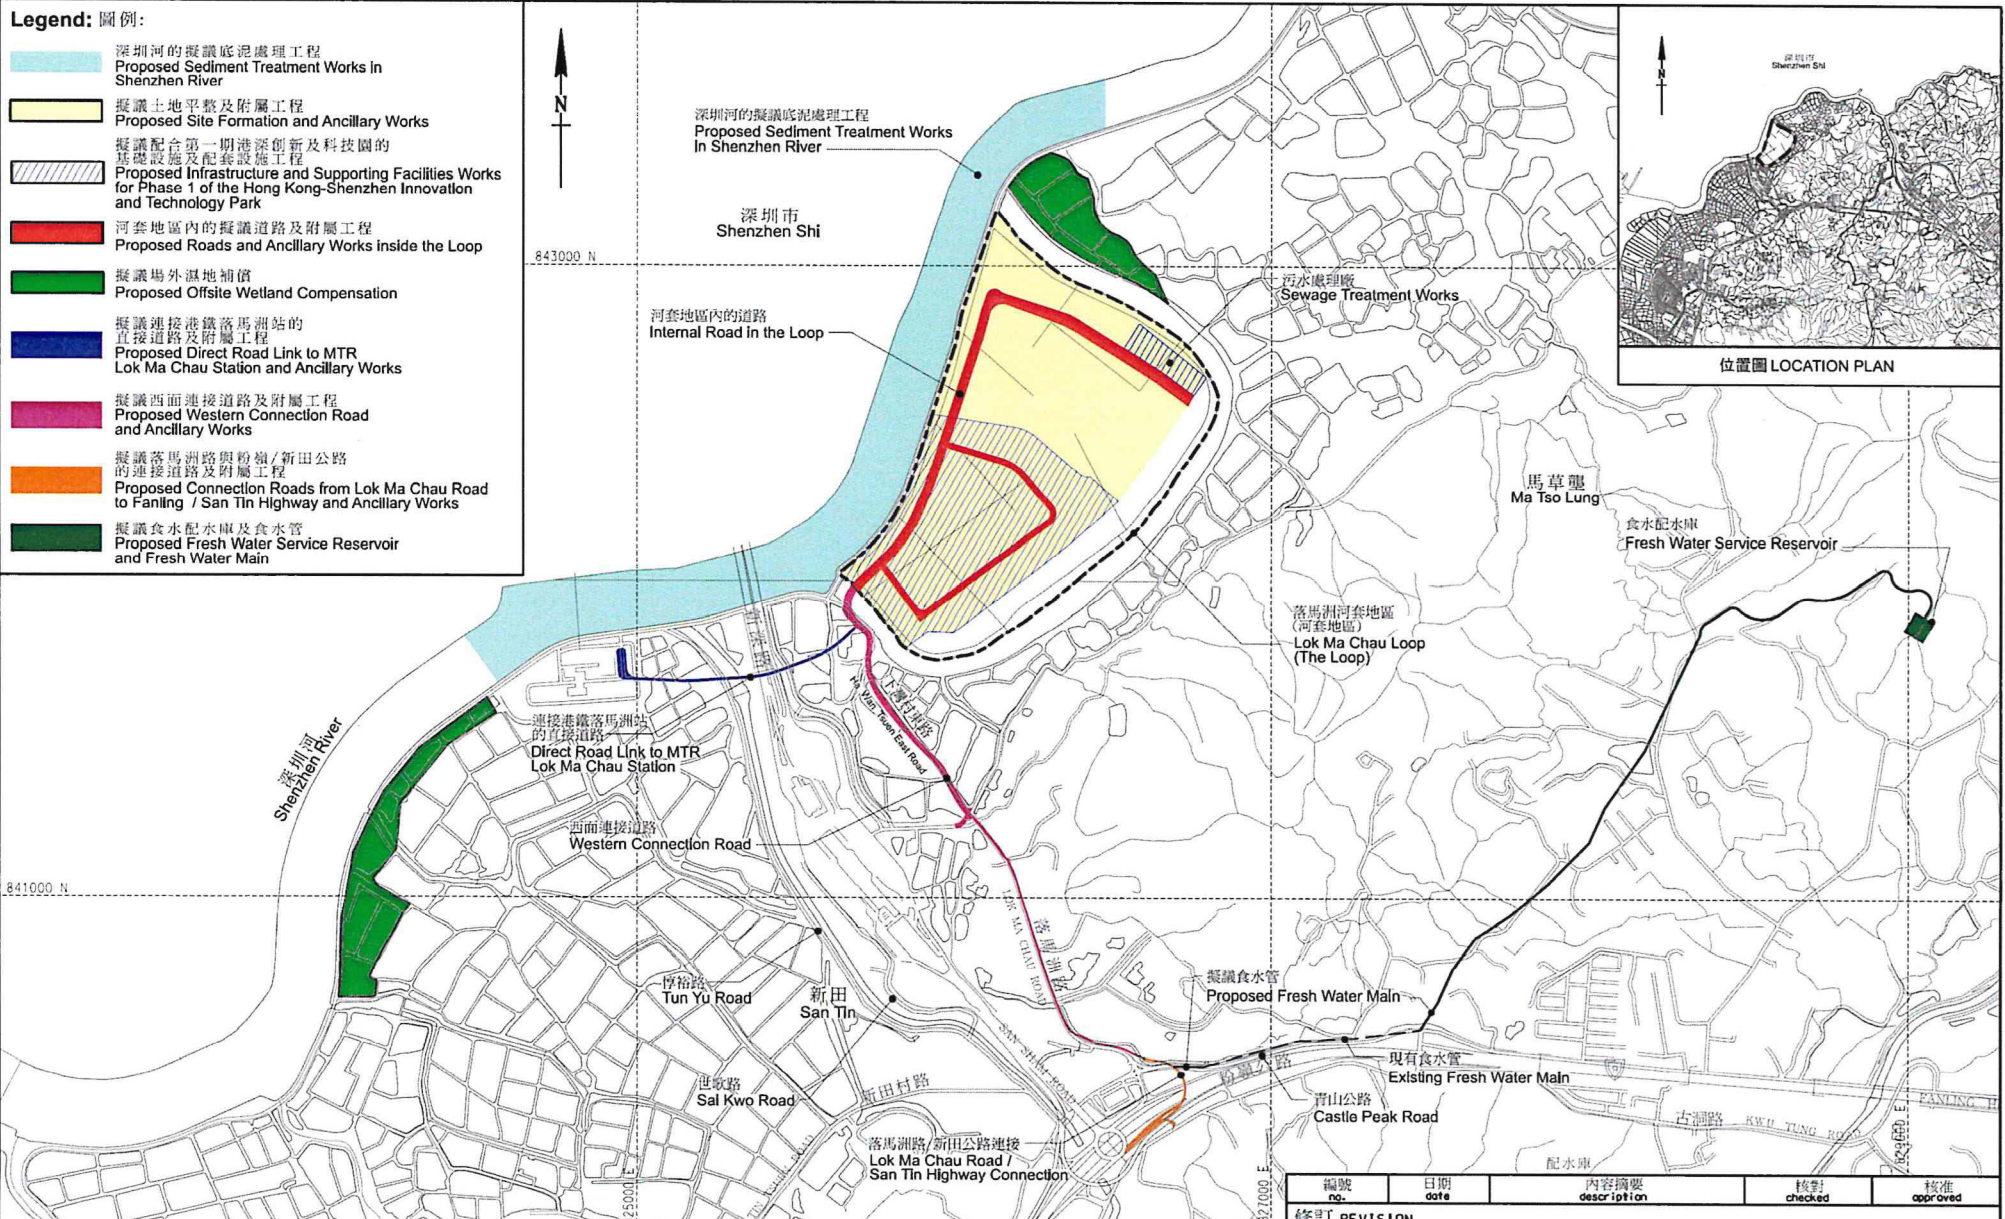 Legend: 圖例:
深圳河的擬議底泥處理工程
Proposed Sediment Treatment Works in
Shenzhen River
擬議土地平整及附屬工程
Proposed Site Formation and Ancillary Works
擬議配合第一期港深創新及科技園的
基礎設施及配套設施工程
Proposed Infrastructure and Supporting Facilities Works
for Phase 1 of the Hong Kong-Shenzhen Innovation
and Technology Park
河套地區內的擬議道路及附屬工程
Proposed Roads and Ancillary Works inside the Loop
擬議場外濕地補償
Proposed Offsite Wetland Compensation
擬議連接港鐵落馬洲站的
直接道路及附屬工程
Proposed Direct Road Link to MTR
Lok Ma Chau Station and Ancillary Works
擬議西面連接道路及附屬工程
Proposed Western Connection Road
and Ancillary Works
擬議落馬洲路與粉嶺/新田公路
的連接道路及附屬工程
Proposed Connection Roads from Lok Ma Chau Road
to Fanling / San Tin Highway and Ancillary Works
擬議食水配水庫及食水管
Proposed Fresh Water Service Reservoir
and Fresh Water Main
N
深圳河的擬議底泥處理工程
Proposed Sediment Treatment Works
in Shenzhen River
深圳市
Shenzhen Shi
843000 N
河套地區內的道路
Internal Road in the Loop
污水處理廠
Sewage Treatment Works
N
深圳市
Shenzhen Shi
位置圖 LOCATION PLAN
馬草壟
Ma Tso Lung
食水配水庫
Fresh Water Service Reservoir
落馬洲河套地區
(河套地區)
Lok Ma Chau Loop
(The Loop)
新深路
下灣村東路
Ha Wan Tsuen East Road
深圳河
Shenzhen River
連接港鐵落馬洲站
的直接道路
Direct Road Link to MTR
Lok Ma Chau Station
西面連接道路
Western Connection Road
841000 N
落馬洲路
LOK MA CHAU ROAD
惇裕路
Tun Yu Road
新田
San Tin
擬議食水管
Proposed Fresh Water Main
SAN SHAM ROAD
世歌路
Sai Kwo Road
新田村路
現有食水管
Existing Fresh Water Main
粉嶺公路
青山公路
Castle Peak Road
古洞路 KWU TUNG ROAD
落馬洲路/新田公路連接
Lok Ma Chau Road /
San Tin Highway Connection
配水庫
編號 日期 內容摘要 核對 核准
no. date description checked approved
修訂 REVISION